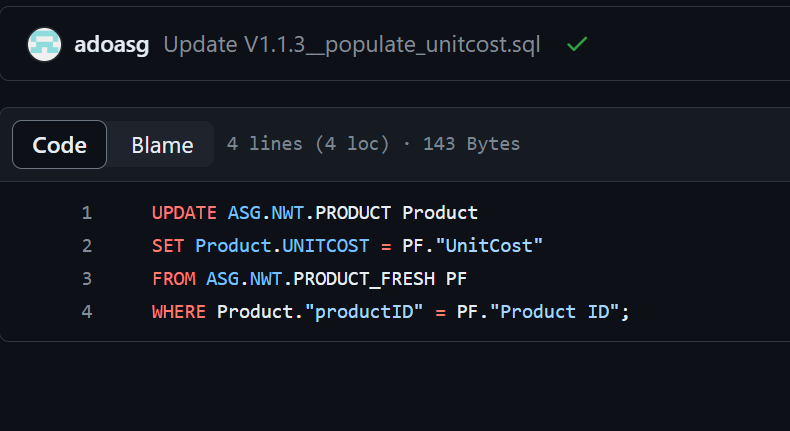 adoasg Update V1.1.3__populate_unitcost.sql
Code Blame 4 lines (4 loc) · 143 Bytes
1 UPDATE ASG.NWT.PRODUCT Product
2 SET Product.UNITCOST = PF."UnitCost"
3 FROM ASG.NWT.PRODUCT_FRESH PF
4 WHERE Product."productID" = PF."Product ID";